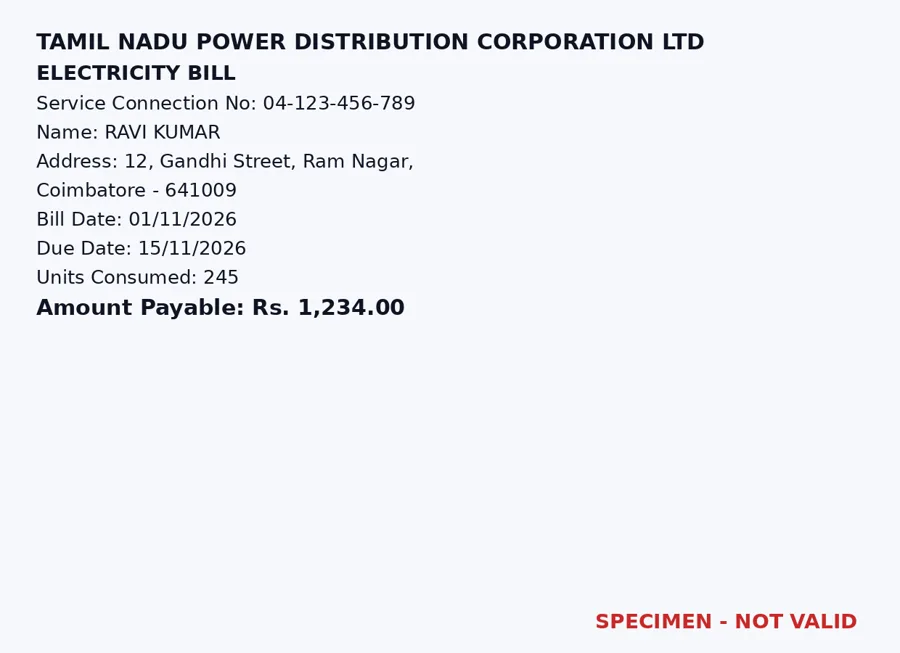 TAMIL NADU POWER DISTRIBUTION CORPORATION LTD
ELECTRICITY BILL
Service Connection No: 04-123-456-789
Name: RAVI KUMAR
Address: 12, Gandhi Street, Ram Nagar,
Coimbatore - 641009
Bill Date: 01/11/2026
Due Date: 15/11/2026
Units Consumed: 245
Amount Payable: Rs. 1,234.00
SPECIMEN - NOT VALID